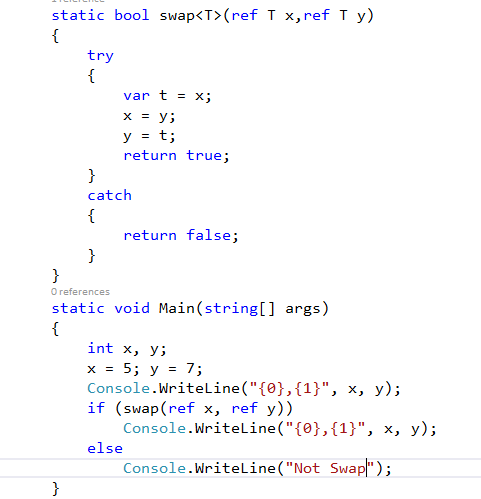 1 reference
static bool swap<T>(ref T x,ref T y)
{
try
{
var t = x;
x = y;
y = t;
return true;
}
catch
{
return false;
}
}
0 references
static void Main(string[] args)
{
int x, y;
x = 5; y = 7;
Console.WriteLine("{0},{1}", x, y);
if (swap(ref x, ref y))
Console.WriteLine("{0},{1}", x, y);
else
Console.WriteLine("Not Swap");
}